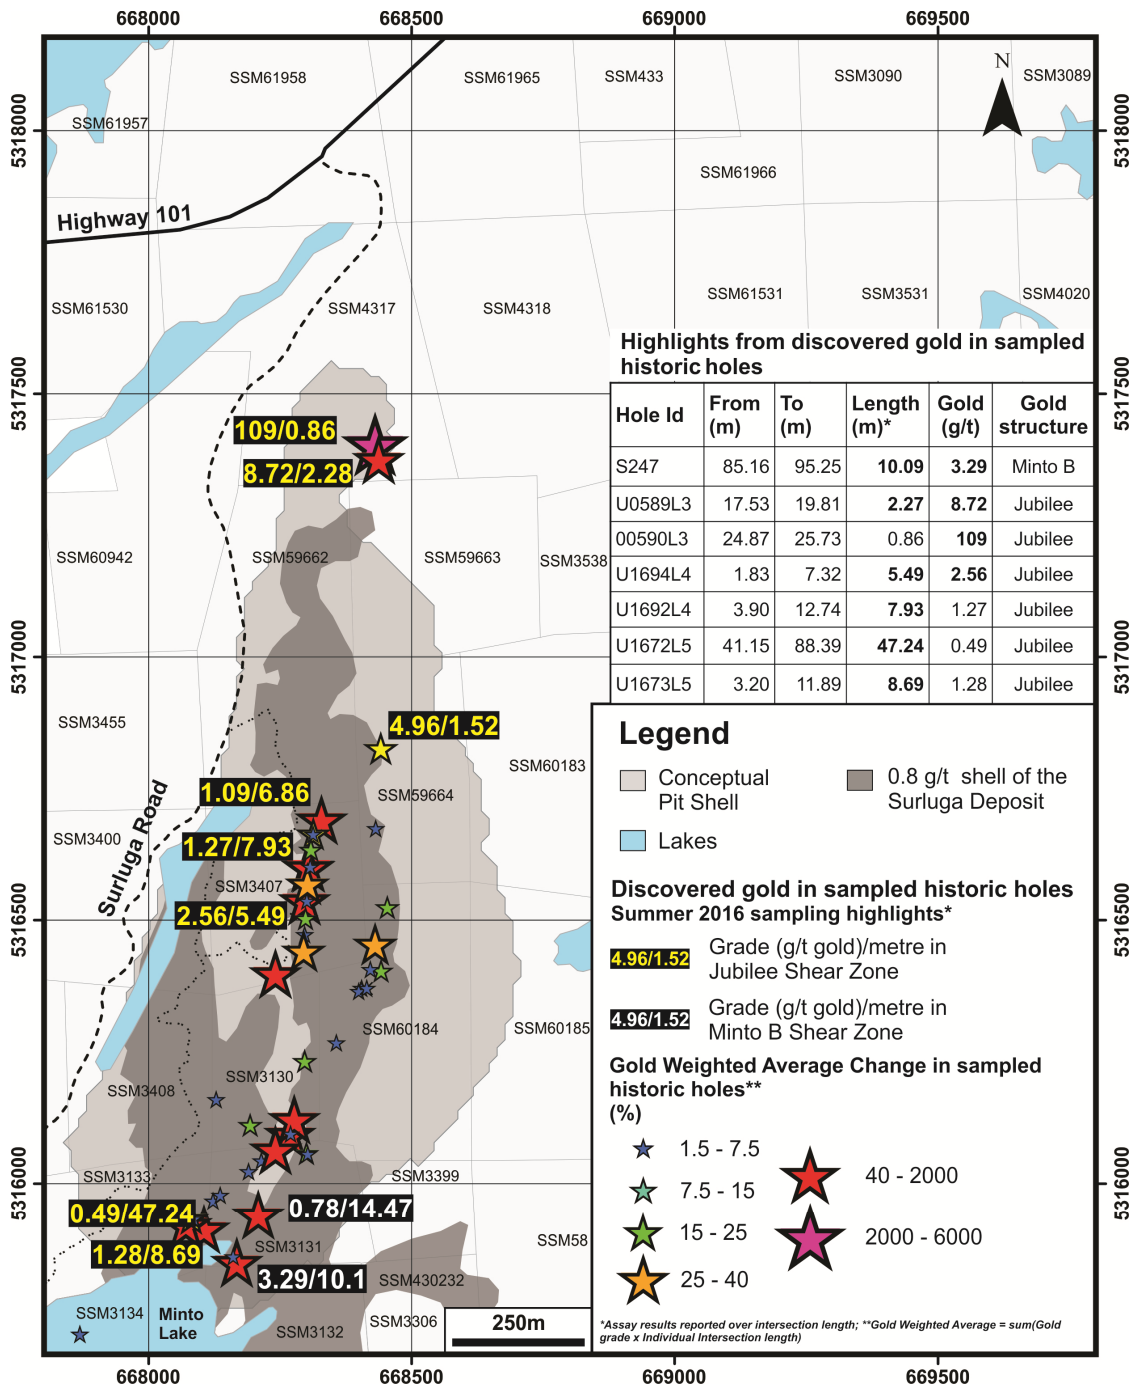 668000
668500
669000
669500
N
SSM61958
SSM61965
SSM433
SSM3090
SSM3089
5318000
SSM61957
5318000
SSM61966
Highway 101
SSM61530
SSM4317
SSM4318
SSM61531
SSM3531
SSM4020
5317500
5317500
Highlights from discovered gold in sampled
historic holes
Hole Id From (m) To (m) Length (m)* Gold (g/t) Gold structure
S247 85.16 95.25 10.09 3.29 Minto B
U0589L3 17.53 19.81 2.27 8.72 Jubilee
00590L3 24.87 25.73 0.86 109 Jubilee
U1694L4 1.83 7.32 5.49 2.56 Jubilee
U1692L4 3.90 12.74 7.93 1.27 Jubilee
U1672L5 41.15 88.39 47.24 0.49 Jubilee
U1673L5 3.20 11.89 8.69 1.28 Jubilee
109/0.86
8.72/2.28
SSM60942
SSM59662
SSM59663
SSM3538
5317000
5317000
SSM3455
4.96/1.52
SSM60183
1.09/6.86
SSM59664
Surluga Road
SSM3400
1.27/7.93
SSM3407
2.56/5.49
5316500
5316500
SSM60184
SSM60185
SSM3130
SSM3408
SSM3133
SSM3399
5316000
5316000
0.49/47.24
0.78/14.47
1.28/8.69
SSM3131
SSM58
3.29/10.1
SSM430232
SSM3134
Minto
Lake
SSM3132
SSM3306
250m
Legend
Conceptual
Pit Shell
0.8 g/t shell of the
Surluga Deposit
Lakes
Discovered gold in sampled historic holes
Summer 2016 sampling highlights*
4.96/1.52
Grade (g/t gold)/metre in
Jubilee Shear Zone
4.96/1.52
Grade (g/t gold)/metre in
Minto B Shear Zone
Gold Weighted Average Change in sampled
historic holes**
(%)
1.5 - 7.5
7.5 - 15
15 - 25
25 - 40
40 - 2000
2000 - 6000
*Assay results reported over intersection length; **Gold Weighted Average = sum(Gold
grade x Individual Intersection length)
668000
668500
669000
669500